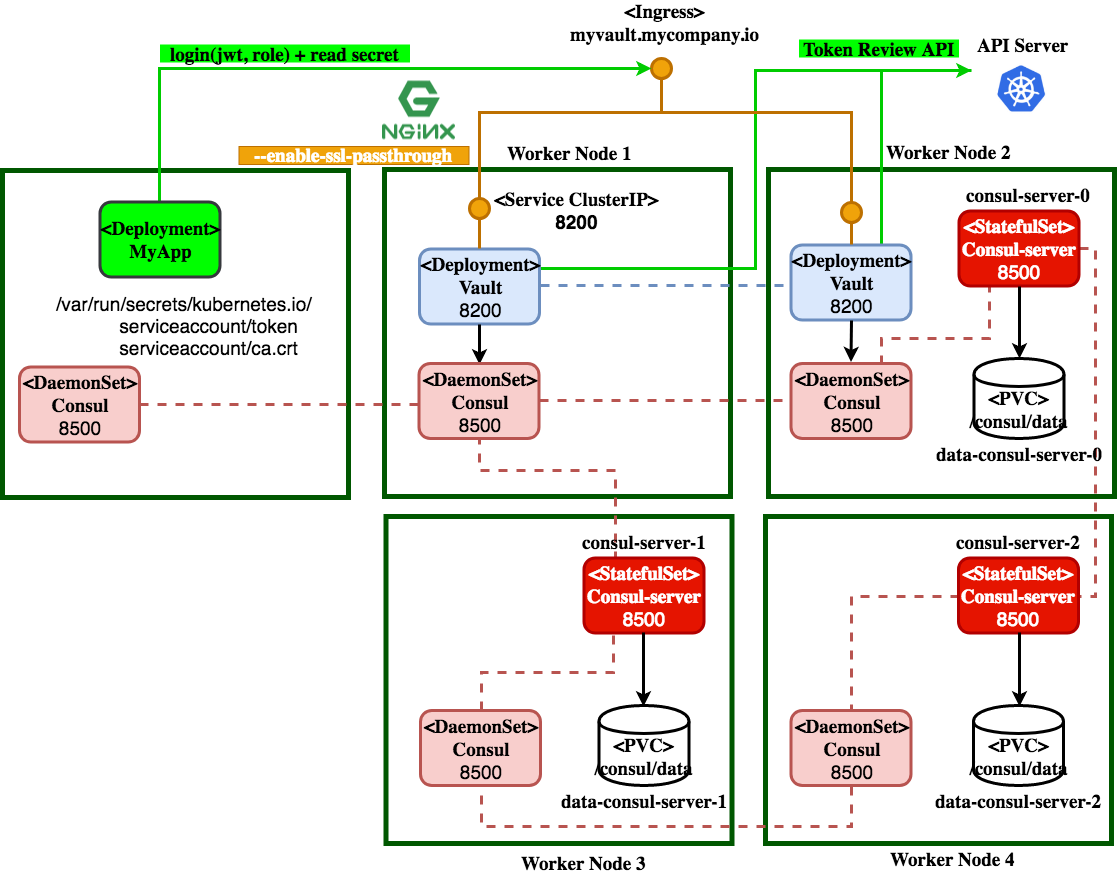 <Ingress>
myvault.mycompany.io
login(jwt, role) + read secret
Token Review API
API Server
NGiNX
--enable-ssl-passthrough
Worker Node 1
Worker Node 2
<Deployment>
MyApp
/var/run/secrets/kubernetes.io/
serviceaccount/token
serviceaccount/ca.crt
<DaemonSet>
Consul
8500
<Service ClusterIP>
8200
<Deployment>
Vault
8200
<DaemonSet>
Consul
8500
<Deployment>
Vault
8200
<DaemonSet>
Consul
8500
consul-server-0
<StatefulSet>
Consul-server
8500
<PVC>
/consul/data
data-consul-server-0
consul-server-1
<StatefulSet>
Consul-server
8500
<DaemonSet>
Consul
8500
<PVC>
/consul/data
data-consul-server-1
Worker Node 3
consul-server-2
<StatefulSet>
Consul-server
8500
<DaemonSet>
Consul
8500
<PVC>
/consul/data
data-consul-server-2
Worker Node 4